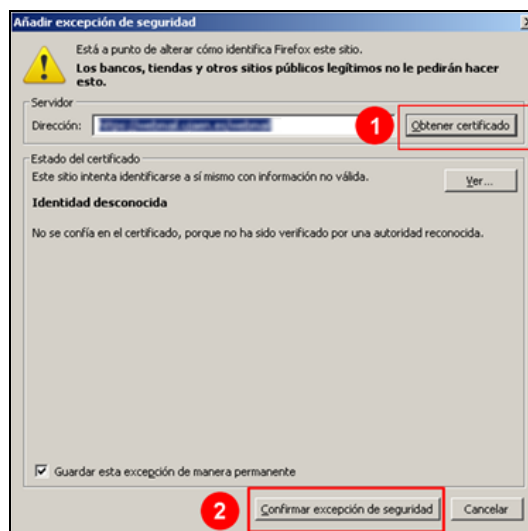 Añadir excepción de seguridad
Está a punto de alterar cómo identifica Firefox este sitio.
Los bancos, tiendas y otros sitios públicos legítimos no le pedirán hacer
esto.
Servidor
Dirección:
1
Obtener certificado
Estado del certificado
Este sitio intenta identificarse a sí mismo con información no válida.
Ver...
Identidad desconocida
No se confía en el certificado, porque no ha sido verificado por una autoridad reconocida.
Guardar esta excepción de manera permanente
2
Confirmar excepción de seguridad
Cancelar